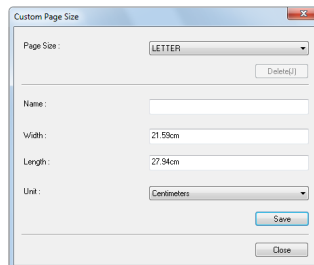 Custom Page Size
Page Size : LETTER
Delete(J)
Name :
Width : 21.59cm
Length : 27.94cm
Unit : Centimeters
Save
Close